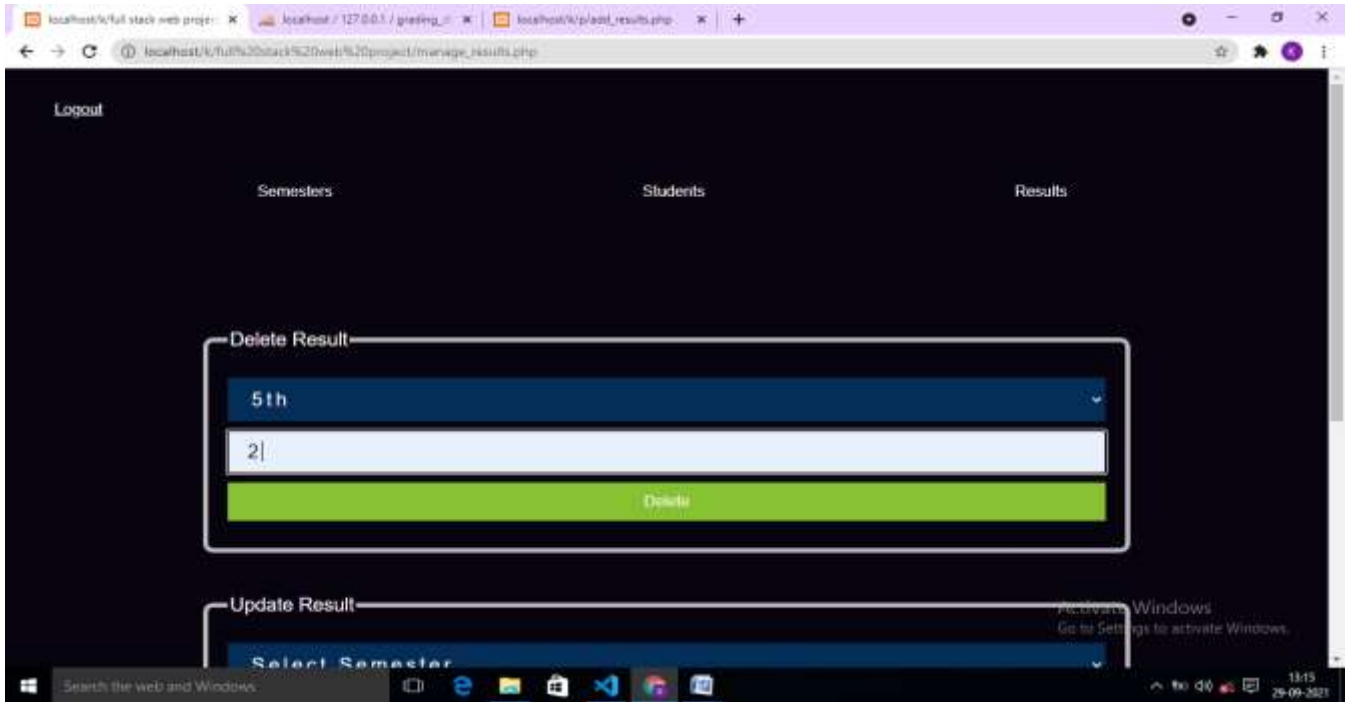 localhost/k/full stack web projec
localhost / 127.0.0.1 / grading_
localhost/k/p/add_results.php
localhost/k/full%20stack%20web%20project/manage_results.php
K
Logout
Semesters
Students
Results
Delete Result
5th
2
Delete
Update Result
Select Semester
Activate Windows
Go to Settings to activate Windows.
Search the web and Windows
13:15
29-09-2021